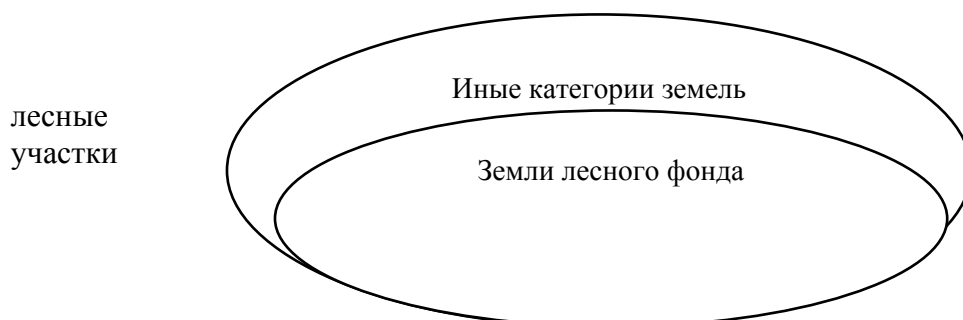 Иные категории земель
лесные
участки
Земли лесного фонда